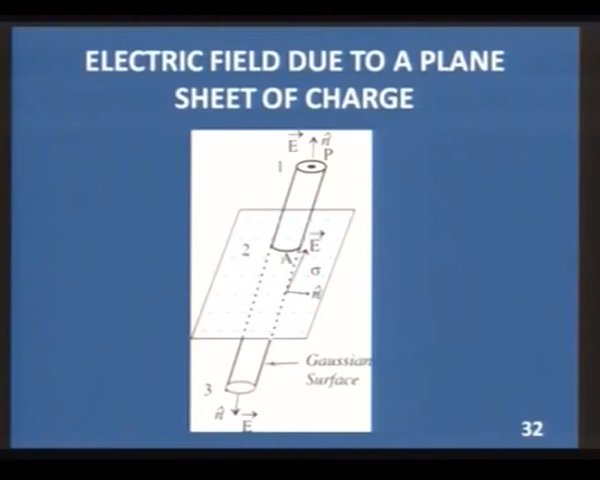 ELECTRIC FIELD DUE TO A PLANE
SHEET OF CHARGE
E n̂
P
1
2
E
A
σ
n̂
Gaussian
Surface
3
n̂
E
32